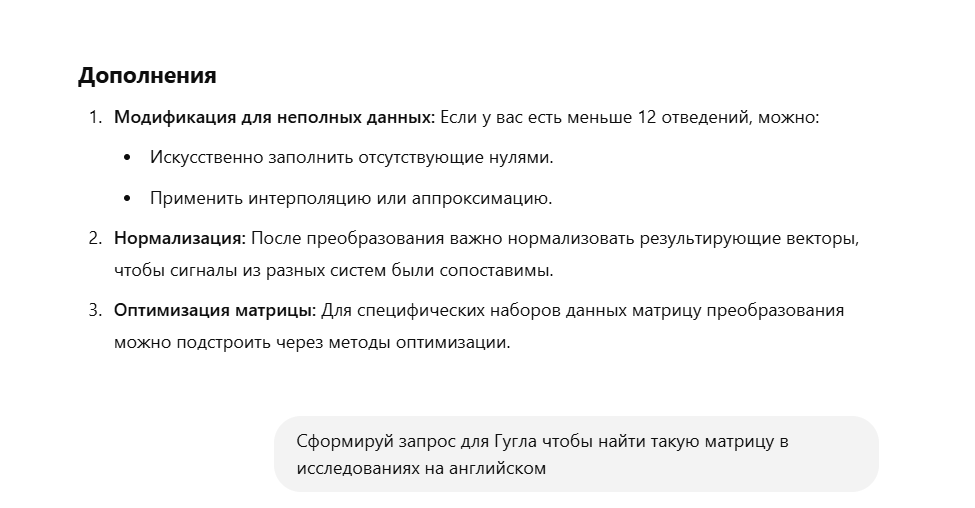 Дополнения
1. Модификация для неполных данных: Если у вас есть меньше 12 отведений, можно:
• Искусственно заполнить отсутствующие нулями.
• Применить интерполяцию или аппроксимацию.
2. Нормализация: После преобразования важно нормализовать результирующие векторы,
чтобы сигналы из разных систем были сопоставимы.
3. Оптимизация матрицы: Для специфических наборов данных матрицу преобразования
можно подстроить через методы оптимизации.
Сформируй запрос для Гугла чтобы найти такую матрицу в
исследованиях на английском